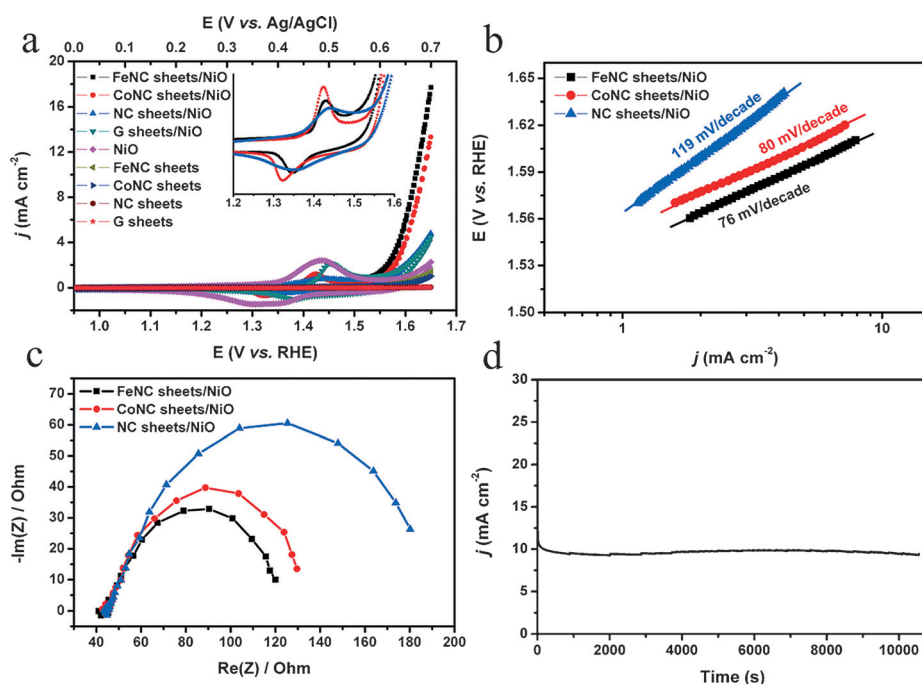 a
E (V vs. Ag/AgCl)
0.0 0.1 0.2 0.3 0.4 0.5 0.6 0.7
20
16
12
8
4
0
j (mA cm-2)
FeNC sheets/NiO
CoNC sheets/NiO
NC sheets/NiO
G sheets/NiO
NiO
FeNC sheets
CoNC sheets
NC sheets
G sheets
1.2 1.3 1.4 1.5 1.6
1.0 1.1 1.2 1.3 1.4 1.5 1.6 1.7
E (V vs. RHE)
b
E (V vs. RHE)
1.65
1.62
1.59
1.56
1.53
1.50
FeNC sheets/NiO
CoNC sheets/NiO
NC sheets/NiO
119 mV/decade
80 mV/decade
76 mV/decade
1 10
j (mA cm-2)
c
-Im(Z) / Ohm
70
60
50
40
30
20
10
0
FeNC sheets/NiO
CoNC sheets/NiO
NC sheets/NiO
20 40 60 80 100 120 140 160 180 200
Re(Z) / Ohm
d
j (mA cm-2)
30
25
20
15
10
5
0
0 2000 4000 6000 8000 10000
Time (s)